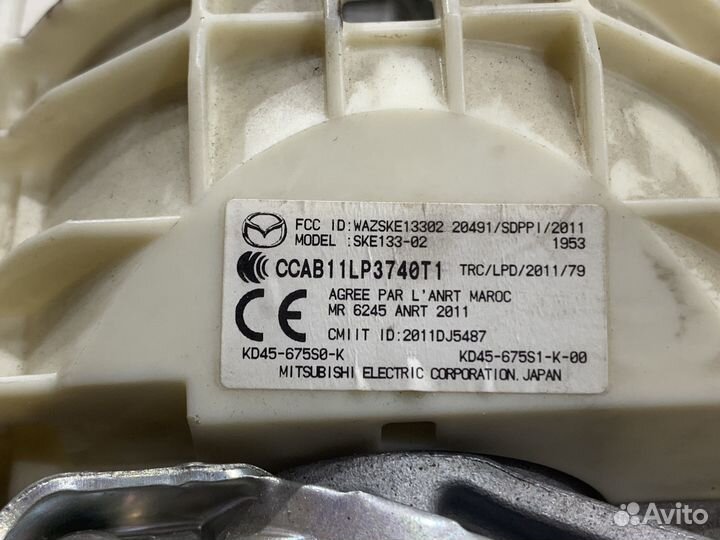 FCC ID:WAZSKE13302 20491/SDPPI/2011
MODEL :SKE133-02 1953
CCAB11LP3740T1 TRC/LPD/2011/79
AGREE PAR L'ANRT MAROC
MR 6245 ANRT 2011
CMIIT ID:2011DJ5487
KD45-675S0-K KD45-675S1-K-00
MITSUBISHI ELECTRIC CORPORATION.JAPAN
Avito